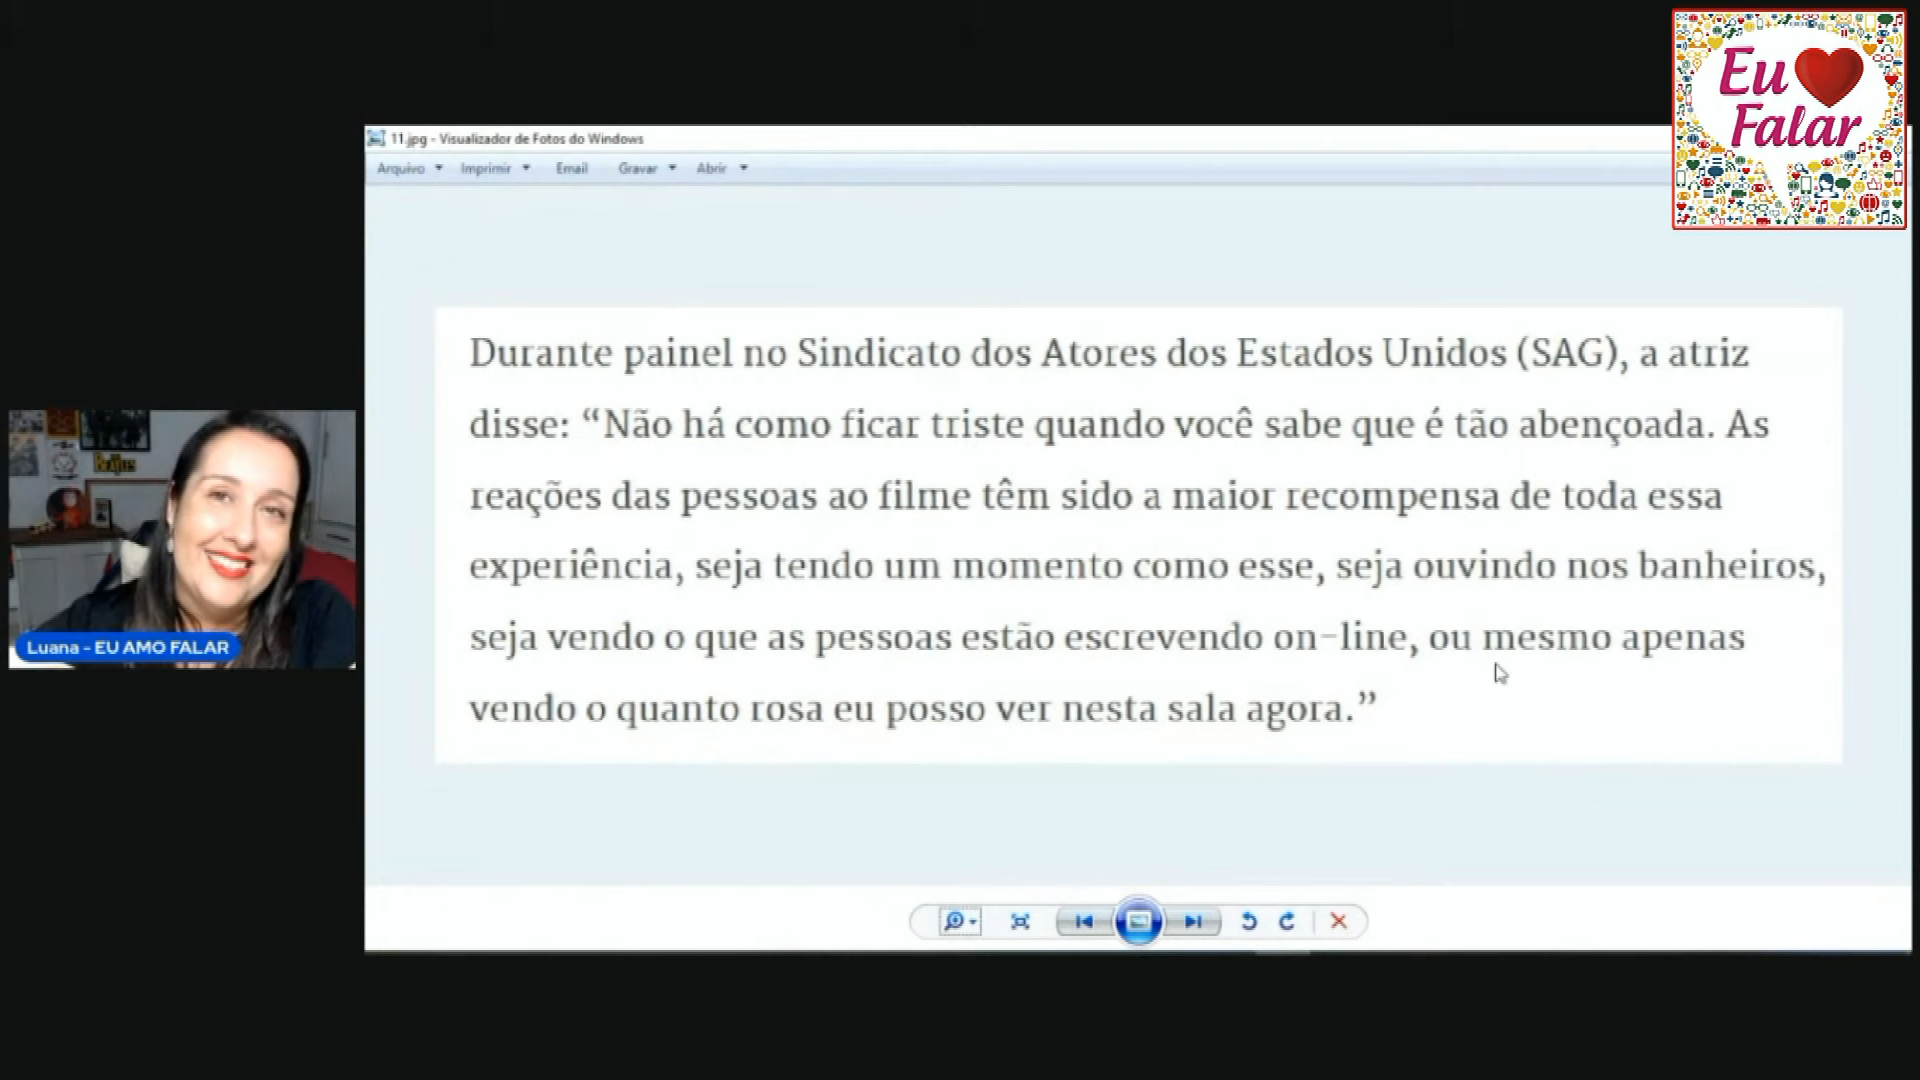 Eu
Falar
11.jpg - Visualizador de Fotos do Windows
Arquivo Imprimir Email Gravar Abrir
Durante painel no Sindicato dos Atores dos Estados Unidos (SAG), a atriz
disse: “Não há como ficar triste quando você sabe que é tão abençoada. As
reações das pessoas ao filme têm sido a maior recompensa de toda essa
experiência, seja tendo um momento como esse, seja ouvindo nos banheiros,
seja vendo o que as pessoas estão escrevendo on-line, ou mesmo apenas
vendo o quanto rosa eu posso ver nesta sala agora.”
BEATLES
Luana - EU AMO FALAR